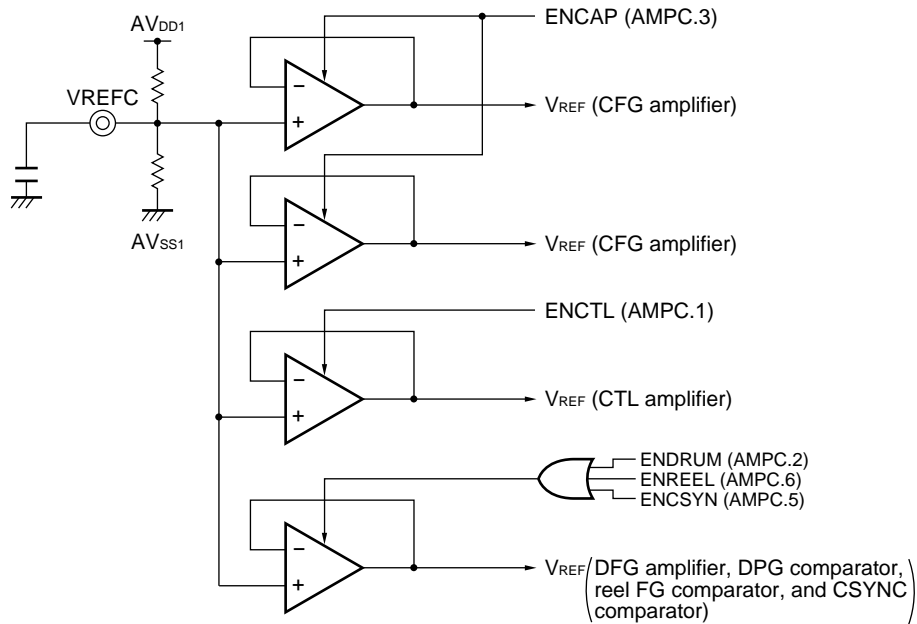 ENCAP (AMPC.3)
AVDD1
VREFC
−
+
VREF (CFG amplifier)
AVSS1
−
+
VREF (CFG amplifier)
ENCTL (AMPC.1)
−
+
VREF (CTL amplifier)
ENDRUM (AMPC.2)
ENREEL (AMPC.6)
ENCSYN (AMPC.5)
−
+
VREF (DFG amplifier, DPG comparator,
reel FG comparator, and CSYNC
comparator)